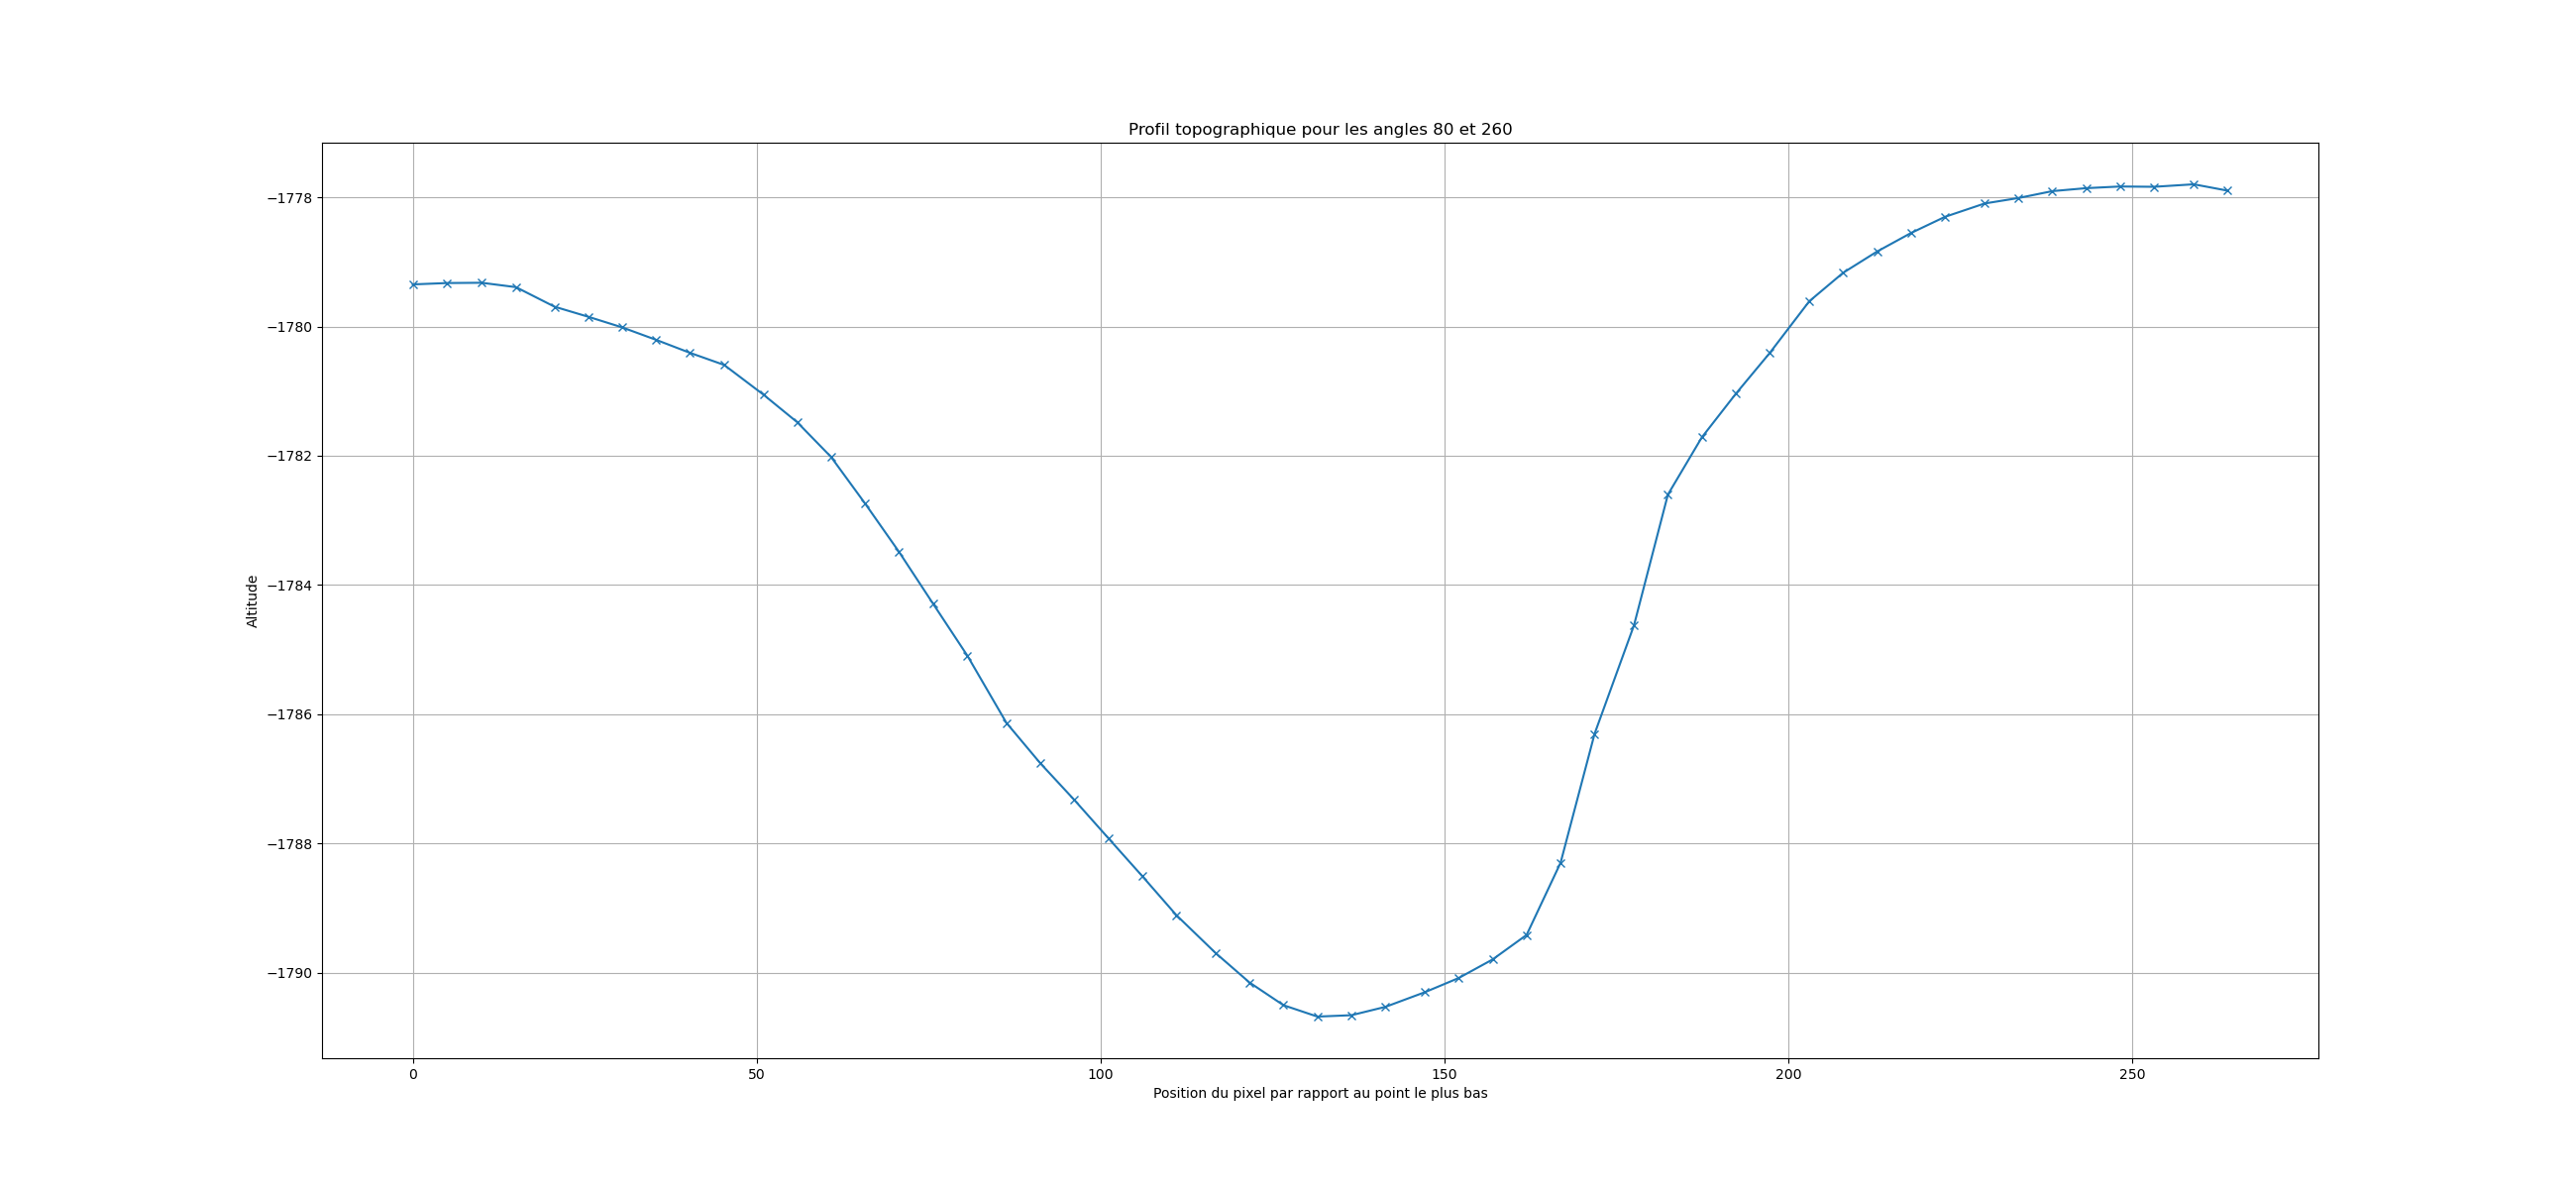 Profil topographique pour les angles 80 et 260
−1778
−1780
−1782
−1784
−1786
−1788
−1790
Altitude
0 50 100 150 200 250
Position du pixel par rapport au point le plus bas